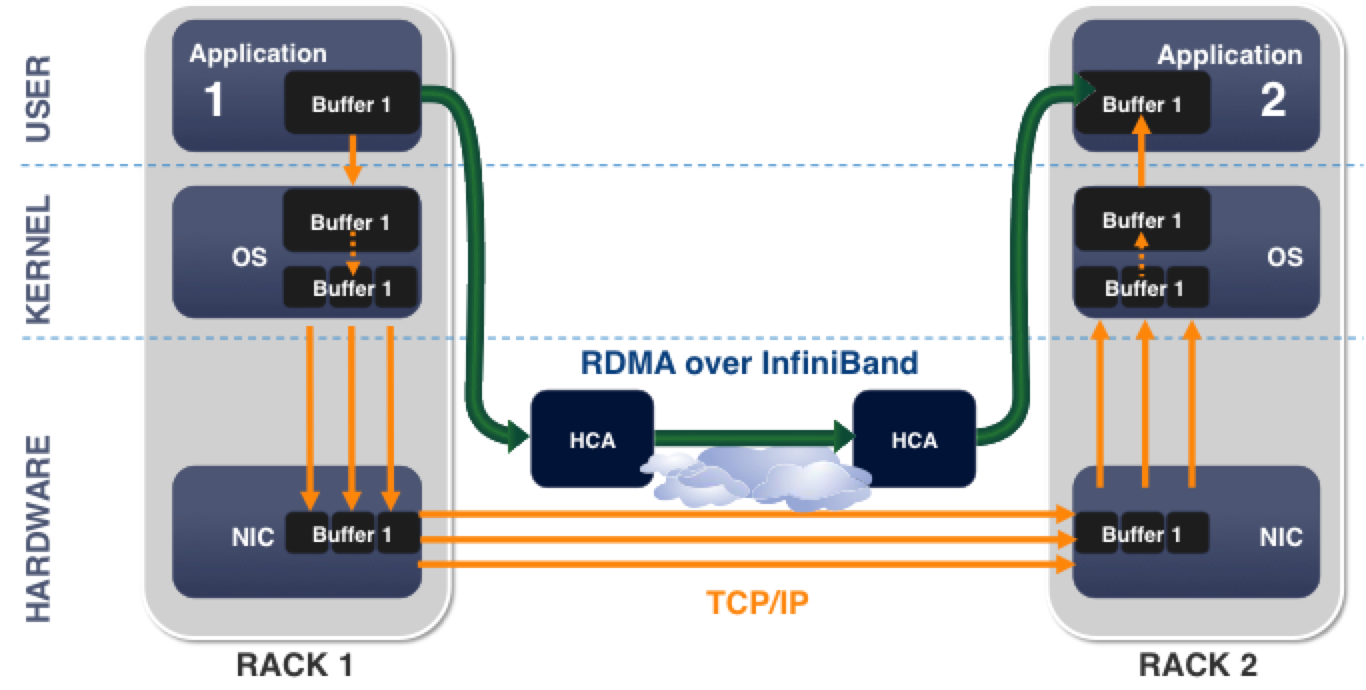 USER
KERNEL
HARDWARE
Application
1
Buffer 1
Buffer 1
OS
Buffer 1
NIC
Buffer 1
RACK 1
RDMA over InfiniBand
HCA
HCA
TCP/IP
Application
Buffer 1
2
Buffer 1
OS
Buffer 1
Buffer 1
NIC
RACK 2